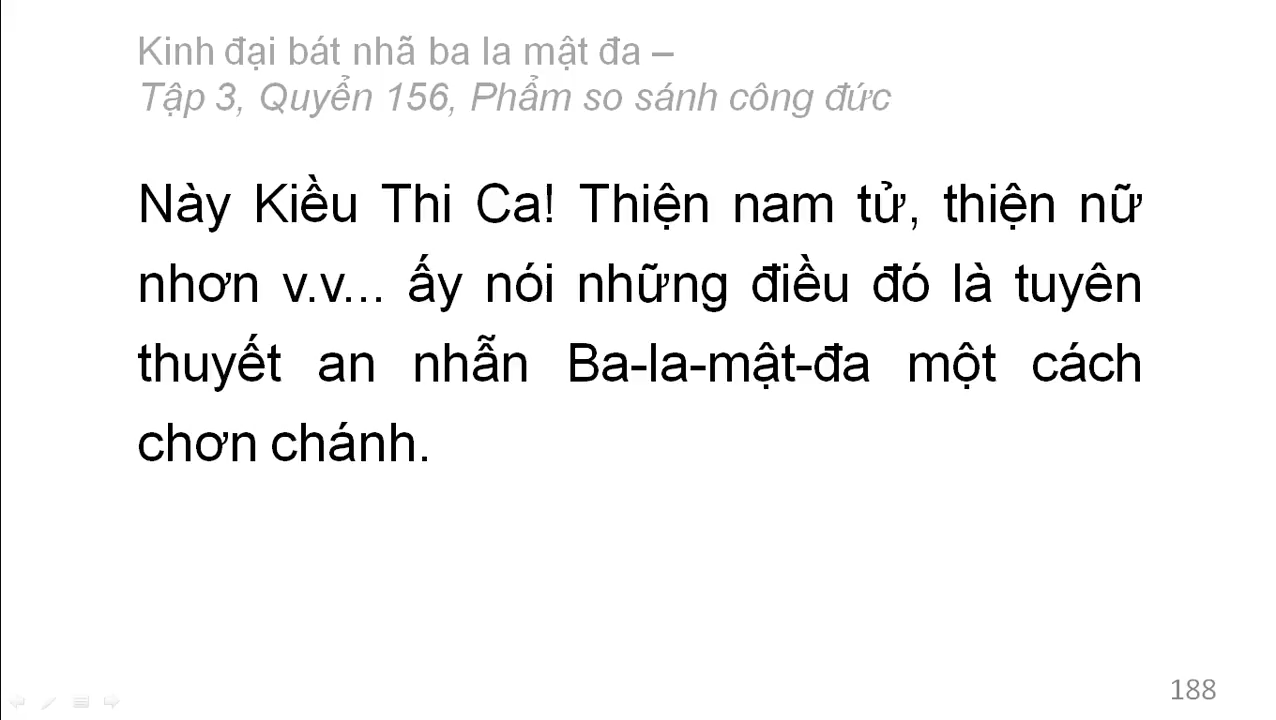 Kinh đại bát nhã ba la mật đa –
Tập 3, Quyển 156, Phẩm so sánh công đức
Này Kiều Thi Ca! Thiện nam tử, thiện nữ
nhơn v.v... ấy nói những điều đó là tuyên
thuyết an nhẫn Ba-la-mật-đa một cách
chơn chánh.
188